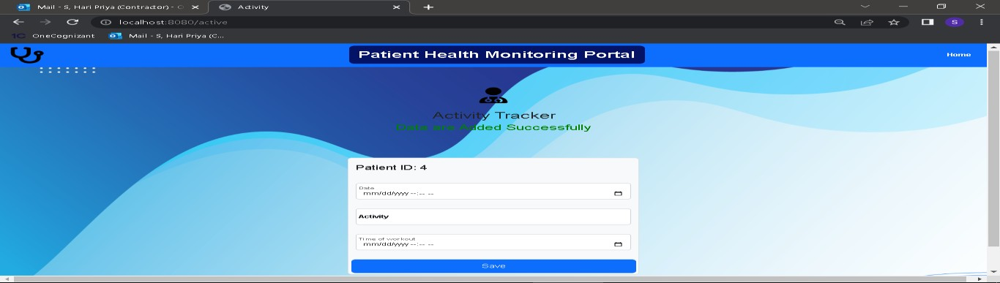 Mail - S, Hari Priya (Contractor) -
Activity
localhost:8080/active
S
1C OneCognizant
Mail - S, Hari Priya (C...
Patient Health Monitoring Portal
Home
Activity Tracker
Data are Added Successfully
Patient ID: 4
Date
mm/dd/yyyy --:-- --
Activity
Time of workout
mm/dd/yyyy --:-- --
Save